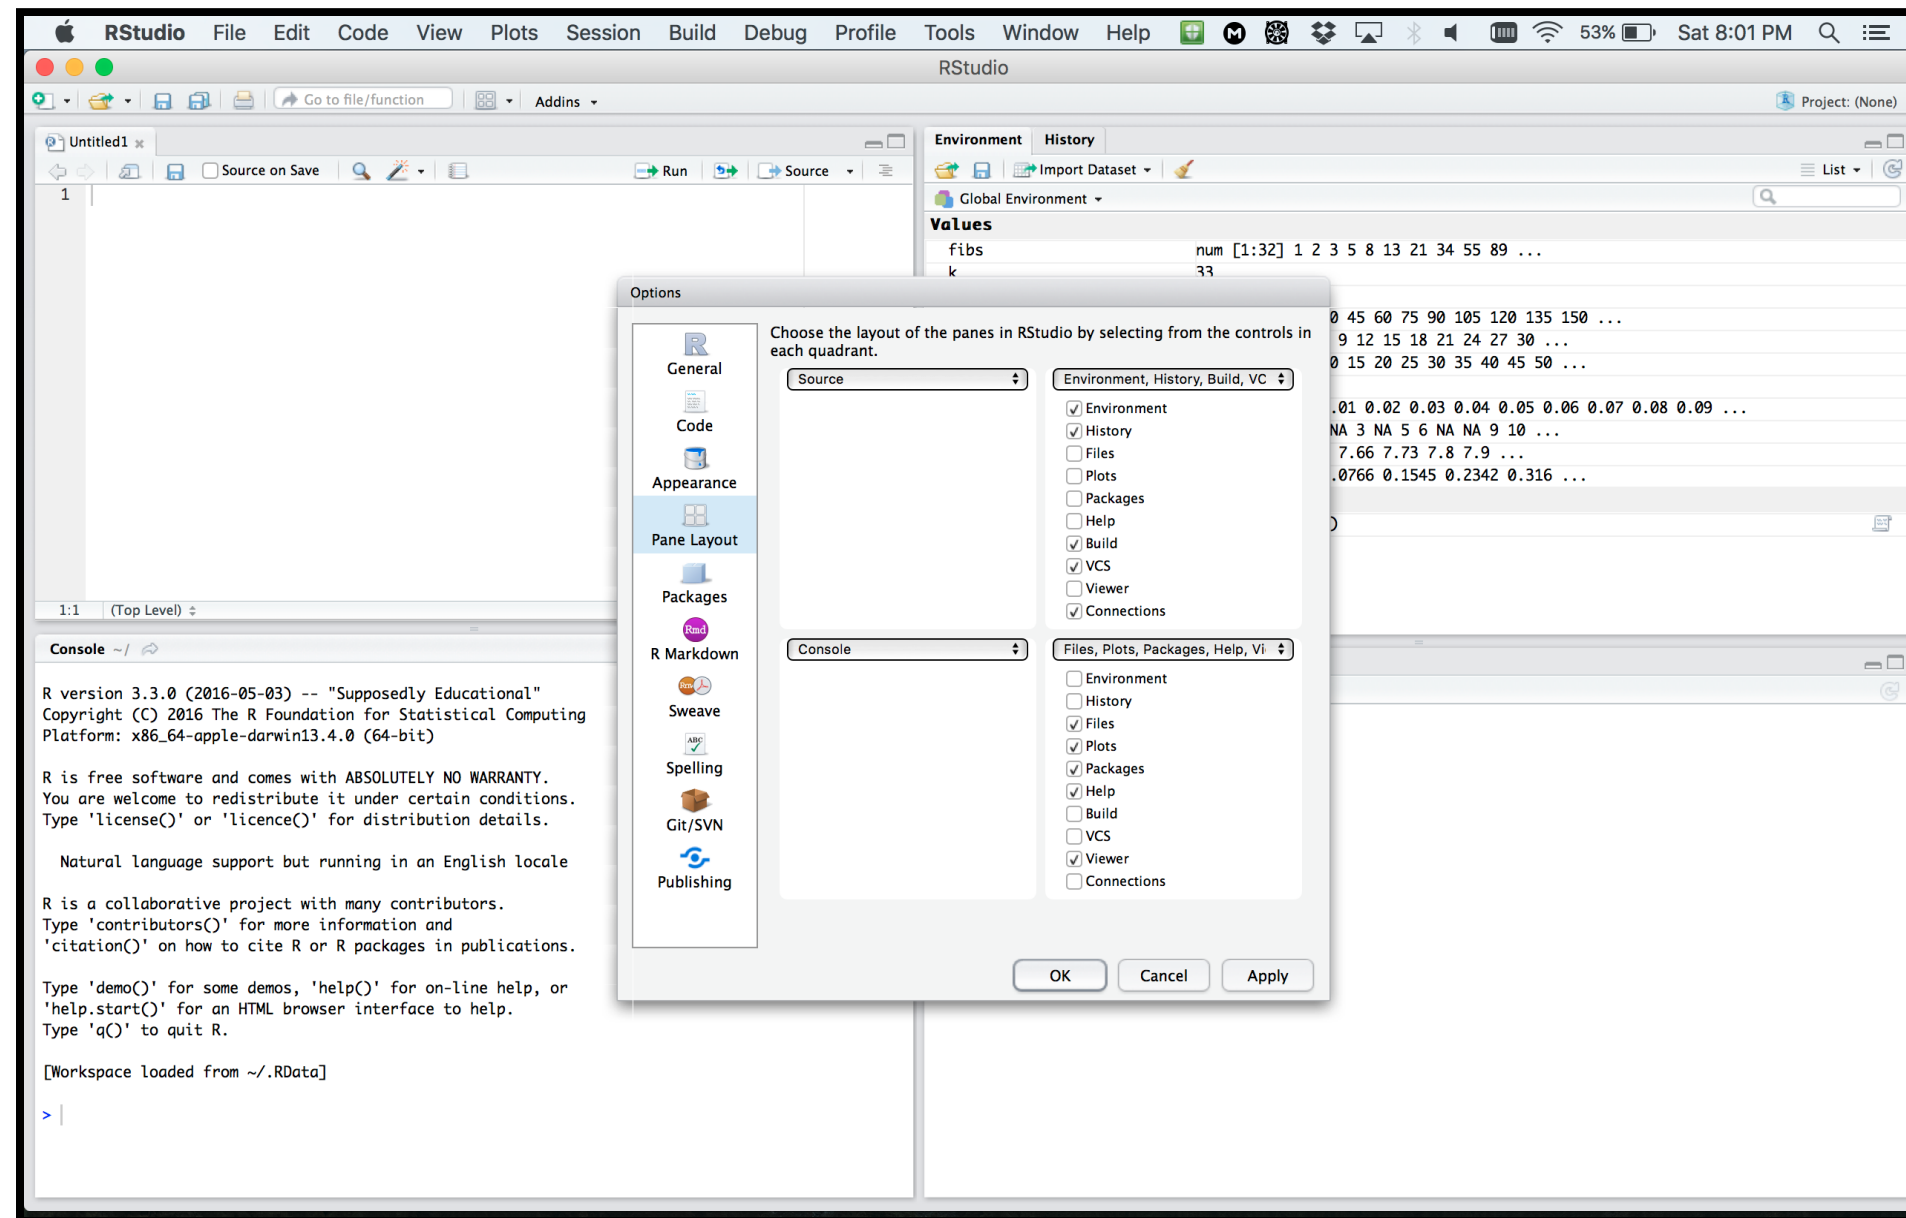 RStudio File Edit Code View Plots Session Build Debug Profile Tools Window Help 53% Sat 8:01 PM
RStudio
Go to file/function Addins Project: (None)
Untitled1
Source on Save Run Source
1
1:1 (Top Level)
Environment History
Import Dataset List
Global Environment
Values
fibs num [1:32] 1 2 3 5 8 13 21 34 55 89 ...
k 33
0 45 60 75 90 105 120 135 150 ...
9 12 15 18 21 24 27 30 ...
0 15 20 25 30 35 40 45 50 ...
.01 0.02 0.03 0.04 0.05 0.06 0.07 0.08 0.09 ...
NA 3 NA 5 6 NA NA 9 10 ...
7.66 7.73 7.8 7.9 ...
.0766 0.1545 0.2342 0.316 ...
)
Options
R
General
Code
Appearance
Pane Layout
Packages
Rmd
R Markdown
Sweave
ABC
Spelling
Git/SVN
Publishing
Choose the layout of the panes in RStudio by selecting from the controls in
each quadrant.
Source
Environment, History, Build, VC
Environment
History
Files
Plots
Packages
Help
Build
VCS
Viewer
Connections
Console
Files, Plots, Packages, Help, Vi
Environment
History
Files
Plots
Packages
Help
Build
VCS
Viewer
Connections
OK Cancel Apply
Console ~/
R version 3.3.0 (2016-05-03) -- "Supposedly Educational"
Copyright (C) 2016 The R Foundation for Statistical Computing
Platform: x86_64-apple-darwin13.4.0 (64-bit)
R is free software and comes with ABSOLUTELY NO WARRANTY.
You are welcome to redistribute it under certain conditions.
Type 'license()' or 'licence()' for distribution details.
Natural language support but running in an English locale
R is a collaborative project with many contributors.
Type 'contributors()' for more information and
'citation()' on how to cite R or R packages in publications.
Type 'demo()' for some demos, 'help()' for on-line help, or
'help.start()' for an HTML browser interface to help.
Type 'q()' to quit R.
[Workspace loaded from ~/.RData]
>